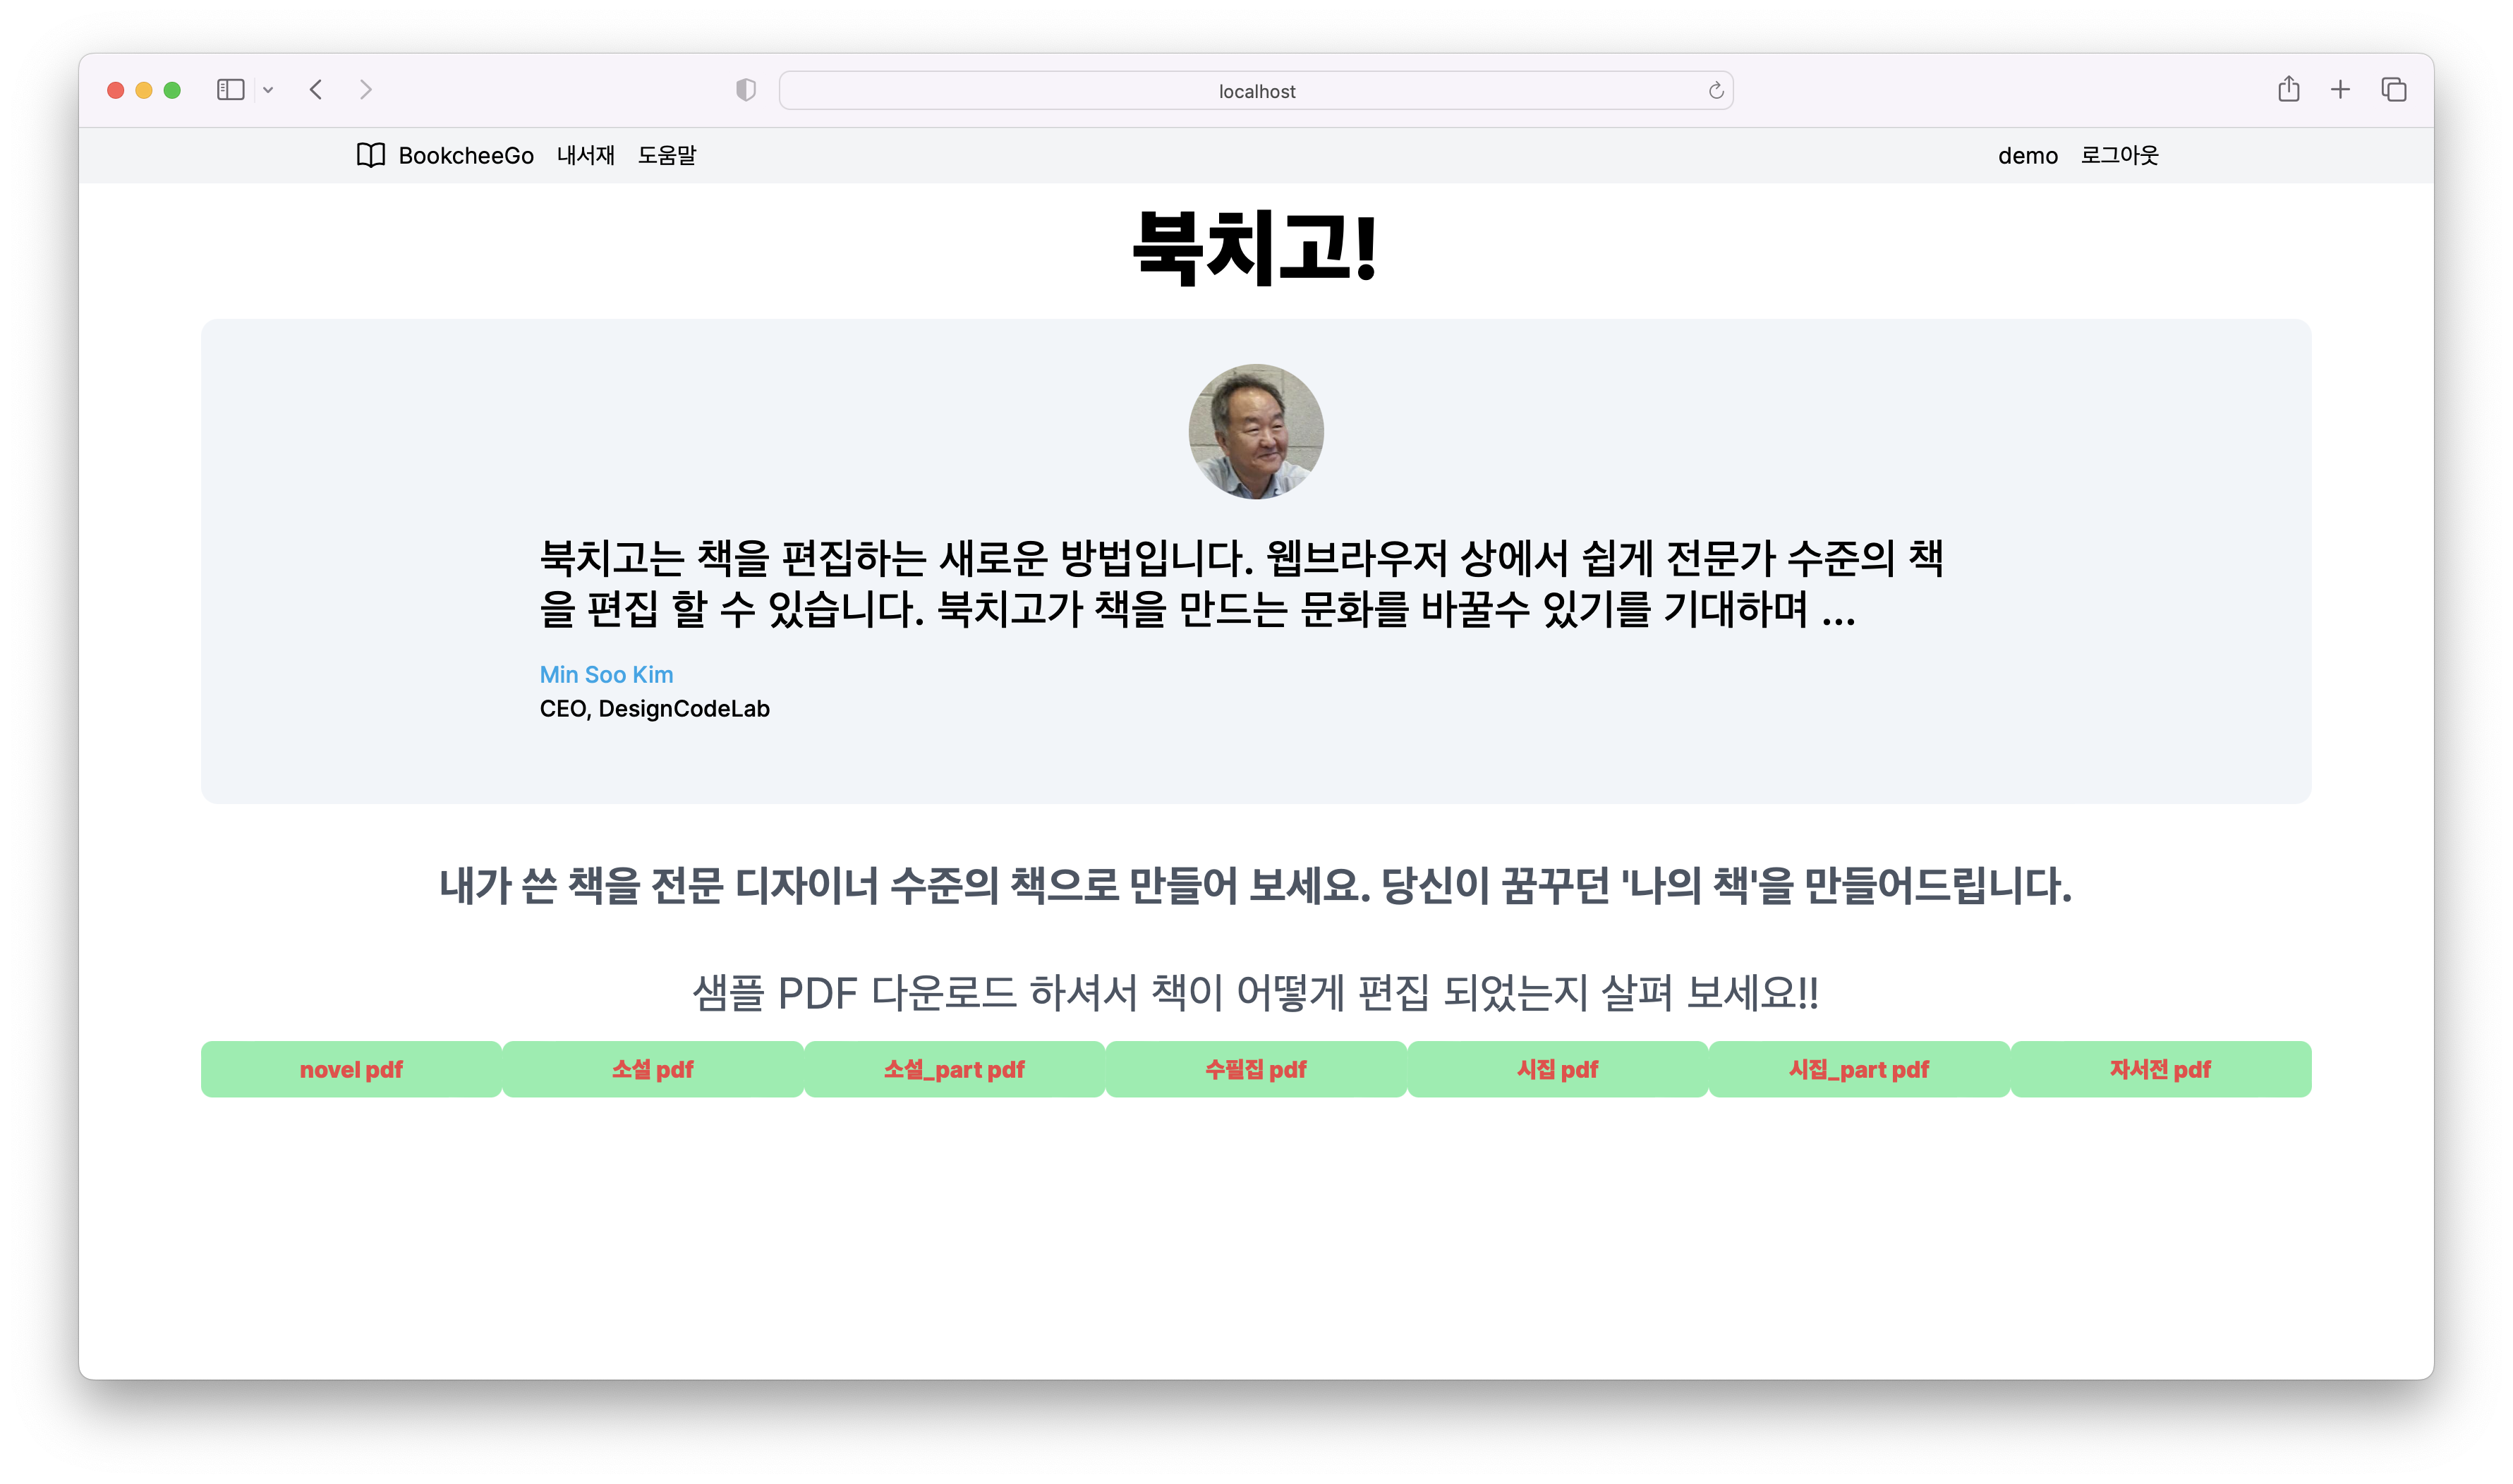 localhost
BookcheeGo 내서재 도움말 demo 로그아웃
북치고!
북치고는 책을 편집하는 새로운 방법입니다. 웹브라우저 상에서 쉽게 전문가 수준의 책
을 편집 할 수 있습니다. 북치고가 책을 만드는 문화를 바꿀수 있기를 기대하며 ...
Min Soo Kim
CEO, DesignCodeLab
내가 쓴 책을 전문 디자이너 수준의 책으로 만들어 보세요. 당신이 꿈꾸던 '나의 책'을 만들어드립니다.
샘플 PDF 다운로드 하셔서 책이 어떻게 편집 되었는지 살펴 보세요!!
novel pdf 소설 pdf 소설_part pdf 수필집 pdf 시집 pdf 시집_part pdf 자서전 pdf